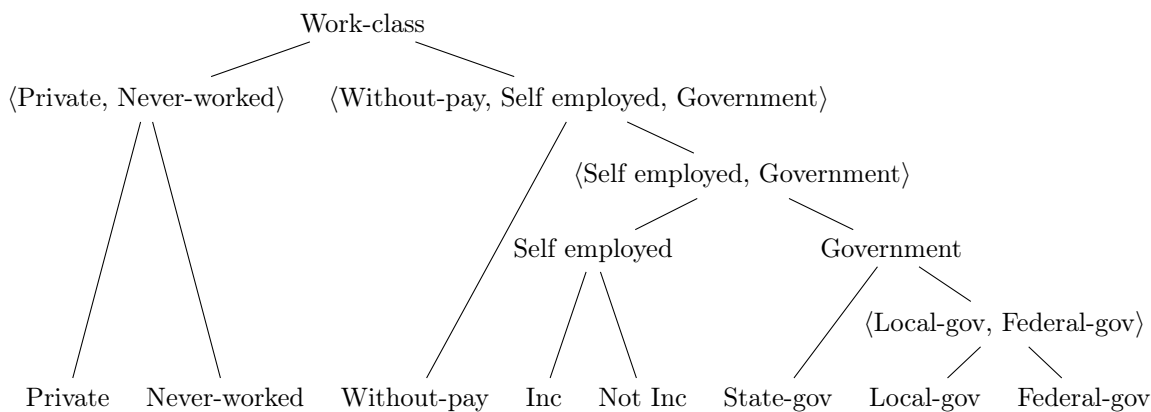 Work-class
⟨Private, Never-worked⟩ ⟨Without-pay, Self employed, Government⟩
⟨Self employed, Government⟩
Self employed Government
⟨Local-gov, Federal-gov⟩
Private Never-worked Without-pay Inc Not Inc State-gov Local-gov Federal-gov